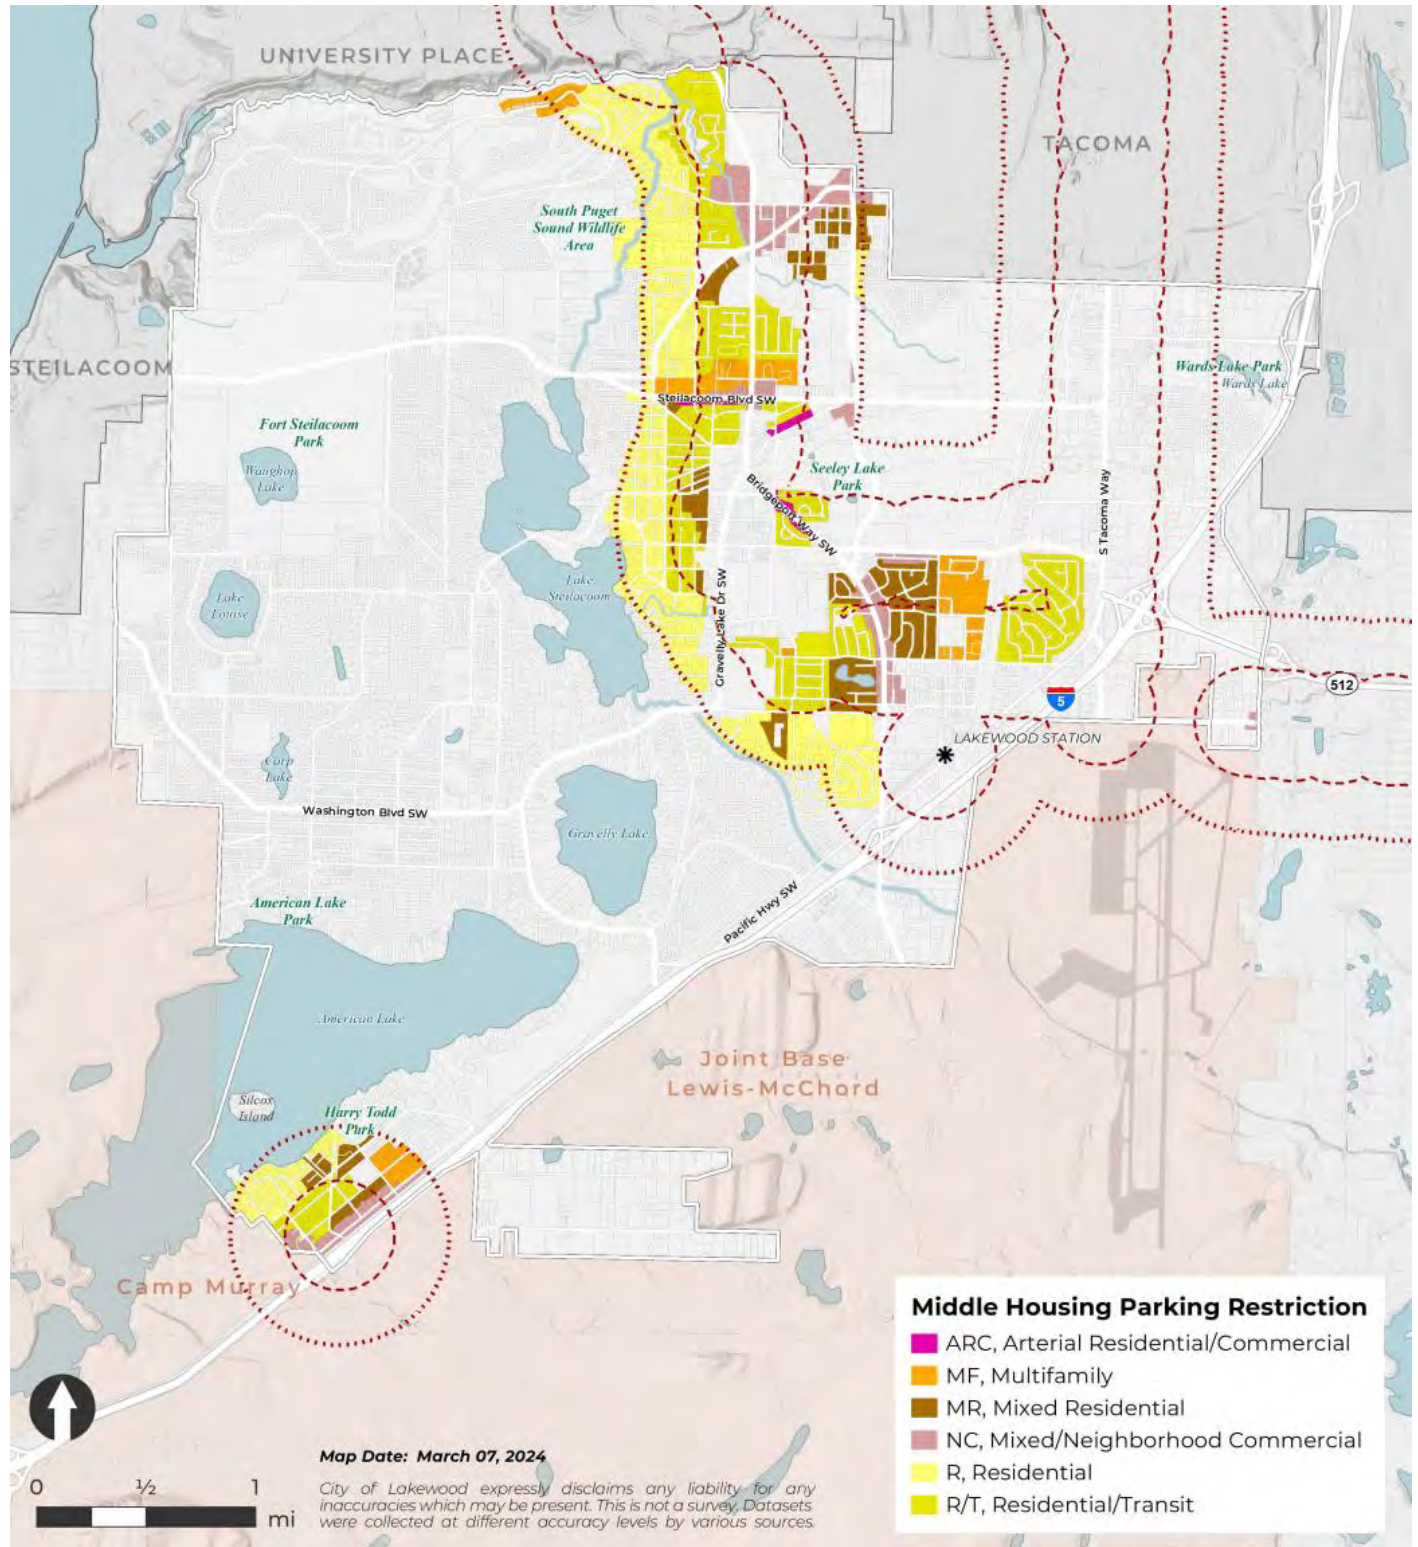 UNIVERSITY PLACE
TACOMA
South Puget
Sound Wildlife
Area
STEILACOOM
Wards Lake Park
Wards Lake
Steilacoom Blvd SW
Fort Steilacoom
Park
Waughop
Lake
Seeley Lake
Park
Bridgeport Way SW
S Tacoma Way
Lake
Steilacoom
Lake
Louise
Gravelly Lake Dr SW
512
5
LAKEWOOD STATION
Carp
Lake
Washington Blvd SW
Gravelly Lake
American Lake
Park
Pacific Hwy SW
American Lake
Joint Base
Lewis-McChord
Silcox
Island
Harry Todd
Park
Camp Murray
Middle Housing Parking Restriction
ARC, Arterial Residential/Commercial
MF, Multifamily
MR, Mixed Residential
NC, Mixed/Neighborhood Commercial
R, Residential
R/T, Residential/Transit
Map Date: March 07, 2024
City of Lakewood expressly disclaims any liability for any
inaccuracies which may be present. This is not a survey. Datasets
were collected at different accuracy levels by various sources.
0 ½ 1
mi